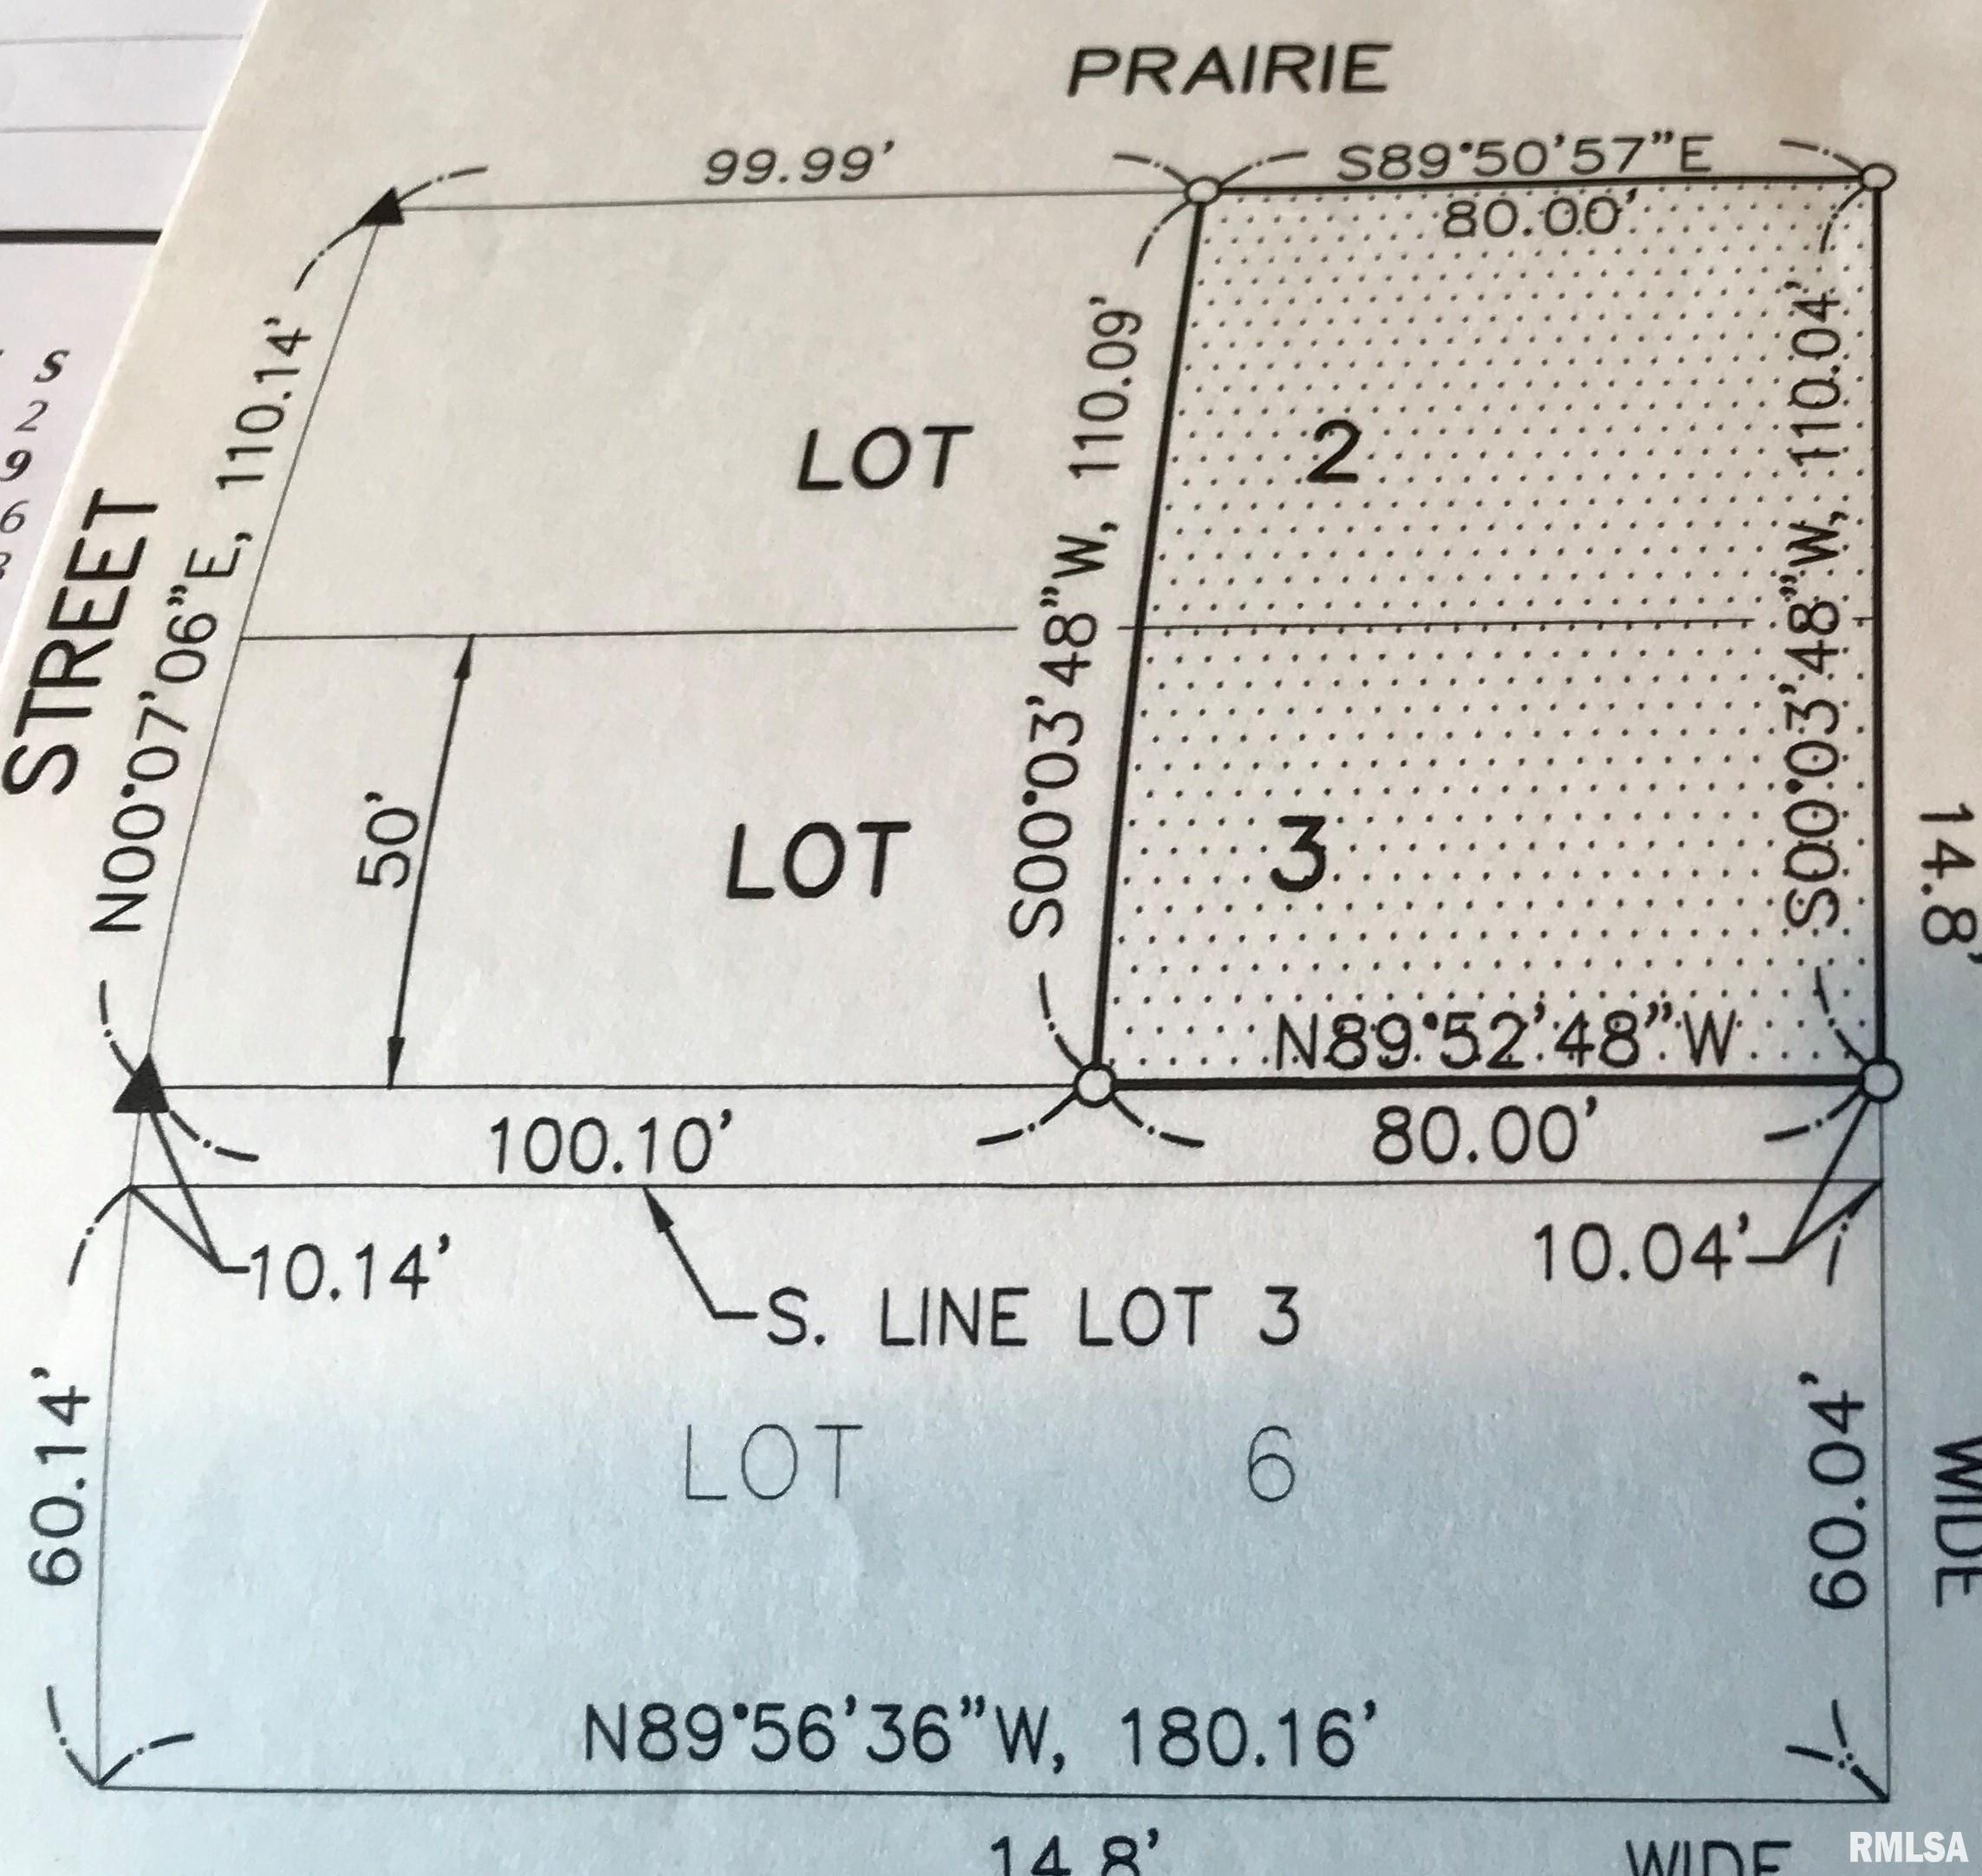 PRAIRIE
99.99'
S89°50'57"E
80.00'
N00°07'06"E, 110.14'
S00°03'48"W, 110.09'
S00°03'48"W, 110.04'
STREET
LOT 2
50'
LOT 3
14.8'
WIDE
N89°52'48"W
100.10'
80.00'
10.14'
10.04'
S. LINE LOT 3
60.14'
60.04'
LOT 6
N89°56'36"W, 180.16'
14.8' WIDE
S
2
9
6
RMLSA